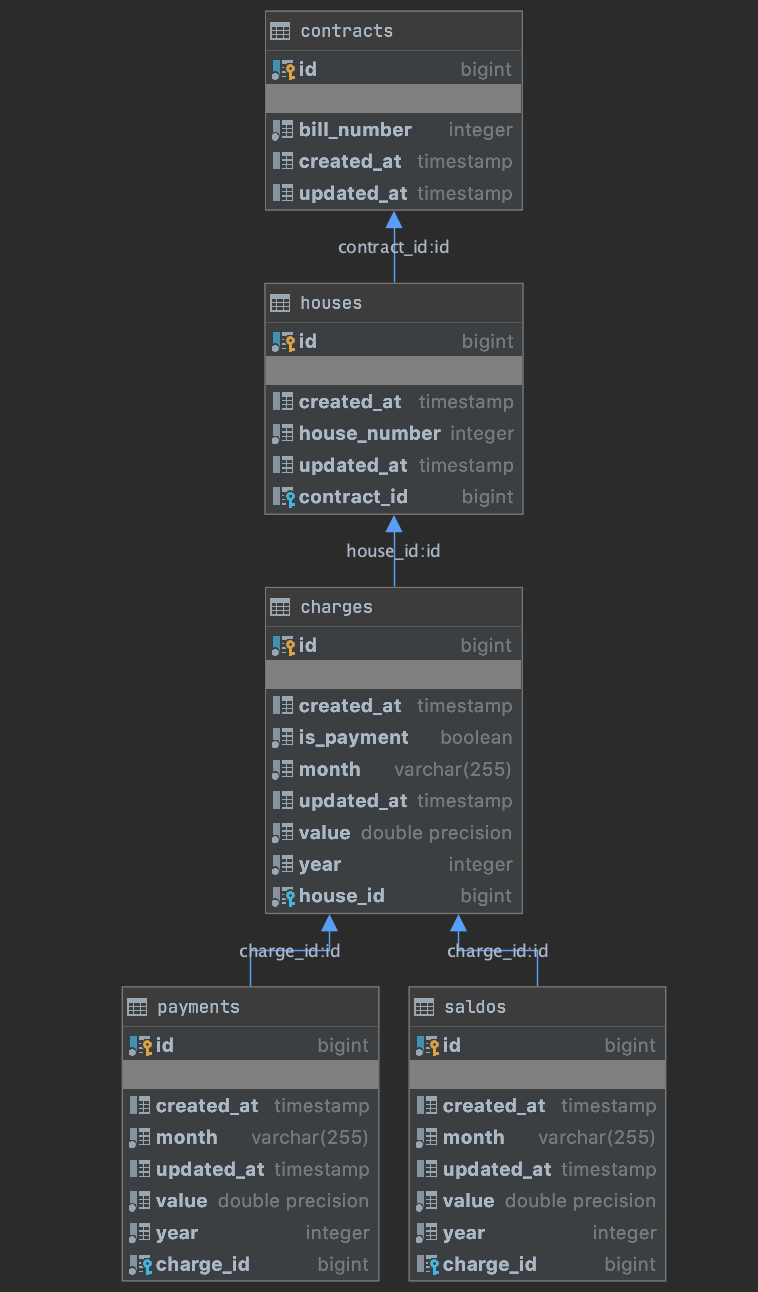 contracts
id bigint
bill_number integer
created_at timestamp
updated_at timestamp
contract_id:id
houses
id bigint
created_at timestamp
house_number integer
updated_at timestamp
contract_id bigint
house_id:id
charges
id bigint
created_at timestamp
is_payment boolean
month varchar(255)
updated_at timestamp
value double precision
year integer
house_id bigint
charge_id:id
charge_id:id
payments
id bigint
created_at timestamp
month varchar(255)
updated_at timestamp
value double precision
year integer
charge_id bigint
saldos
id bigint
created_at timestamp
month varchar(255)
updated_at timestamp
value double precision
year integer
charge_id bigint